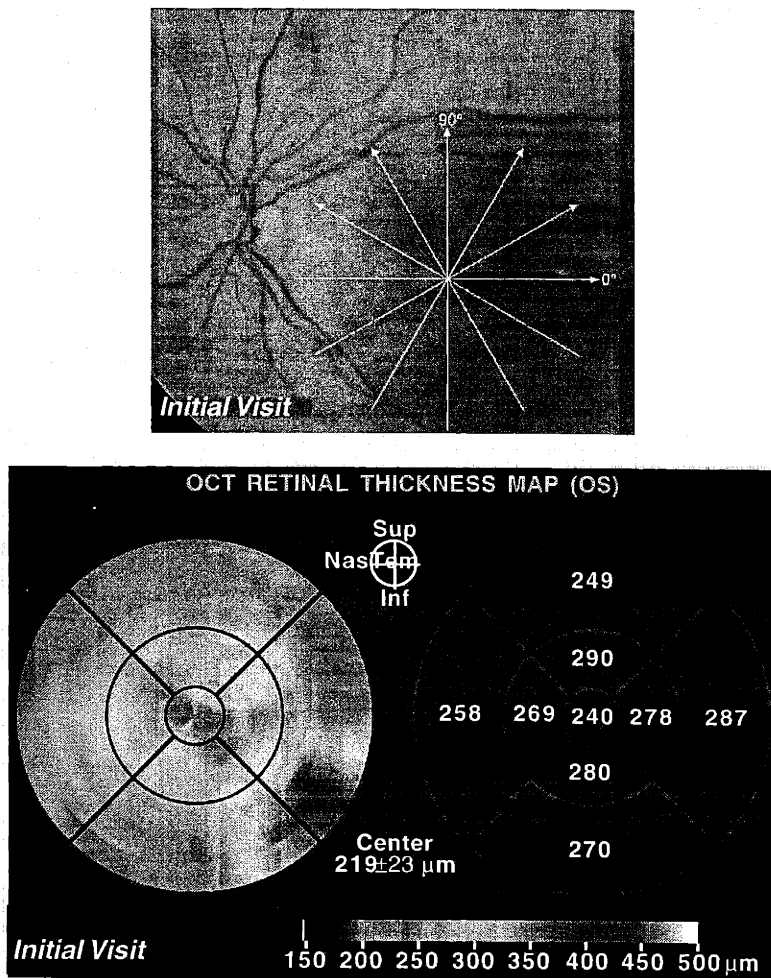 90°
0°
Initial Visit
OCT RETINAL THICKNESS MAP (OS)
Sup
Nas Tem
Inf
249
290
258 269 240 278 287
280
270
Center
219±23 µm
Initial Visit
150 200 250 300 350 400 450 500 µm